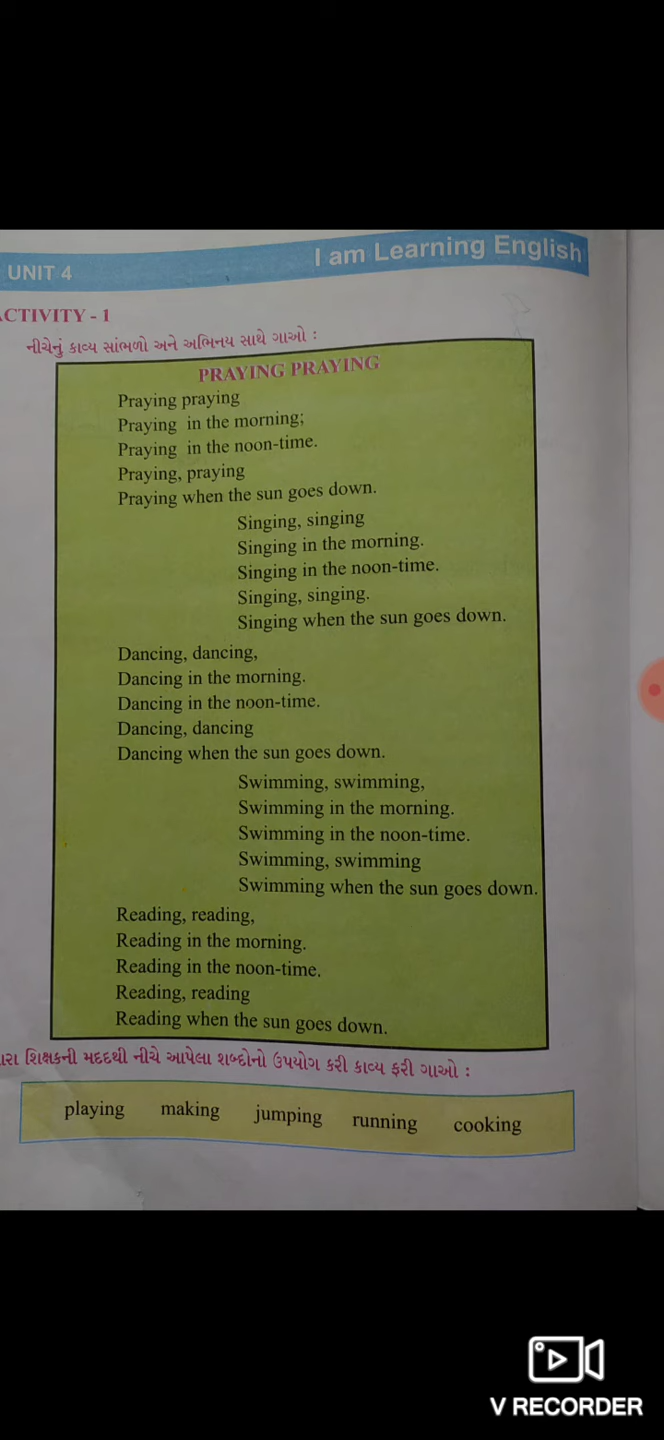 UNIT 4
I am Learning English
ACTIVITY - 1
નીચેનું કાવ્ય સાંભળો અને અભિનય સાથે ગાઓ :
PRAYING PRAYING
Praying praying
Praying in the morning;
Praying in the noon-time.
Praying, praying
Praying when the sun goes down.
Singing, singing
Singing in the morning.
Singing in the noon-time.
Singing, singing.
Singing when the sun goes down.
Dancing, dancing,
Dancing in the morning.
Dancing in the noon-time.
Dancing, dancing
Dancing when the sun goes down.
Swimming, swimming,
Swimming in the morning.
Swimming in the noon-time.
Swimming, swimming
Swimming when the sun goes down.
Reading, reading,
Reading in the morning.
Reading in the noon-time.
Reading, reading
Reading when the sun goes down.
શિક્ષકની મદદથી નીચે આપેલા શબ્દોનો ઉપયોગ કરી કાવ્ય ફરી ગાઓ :
playing making jumping running cooking
V RECORDER